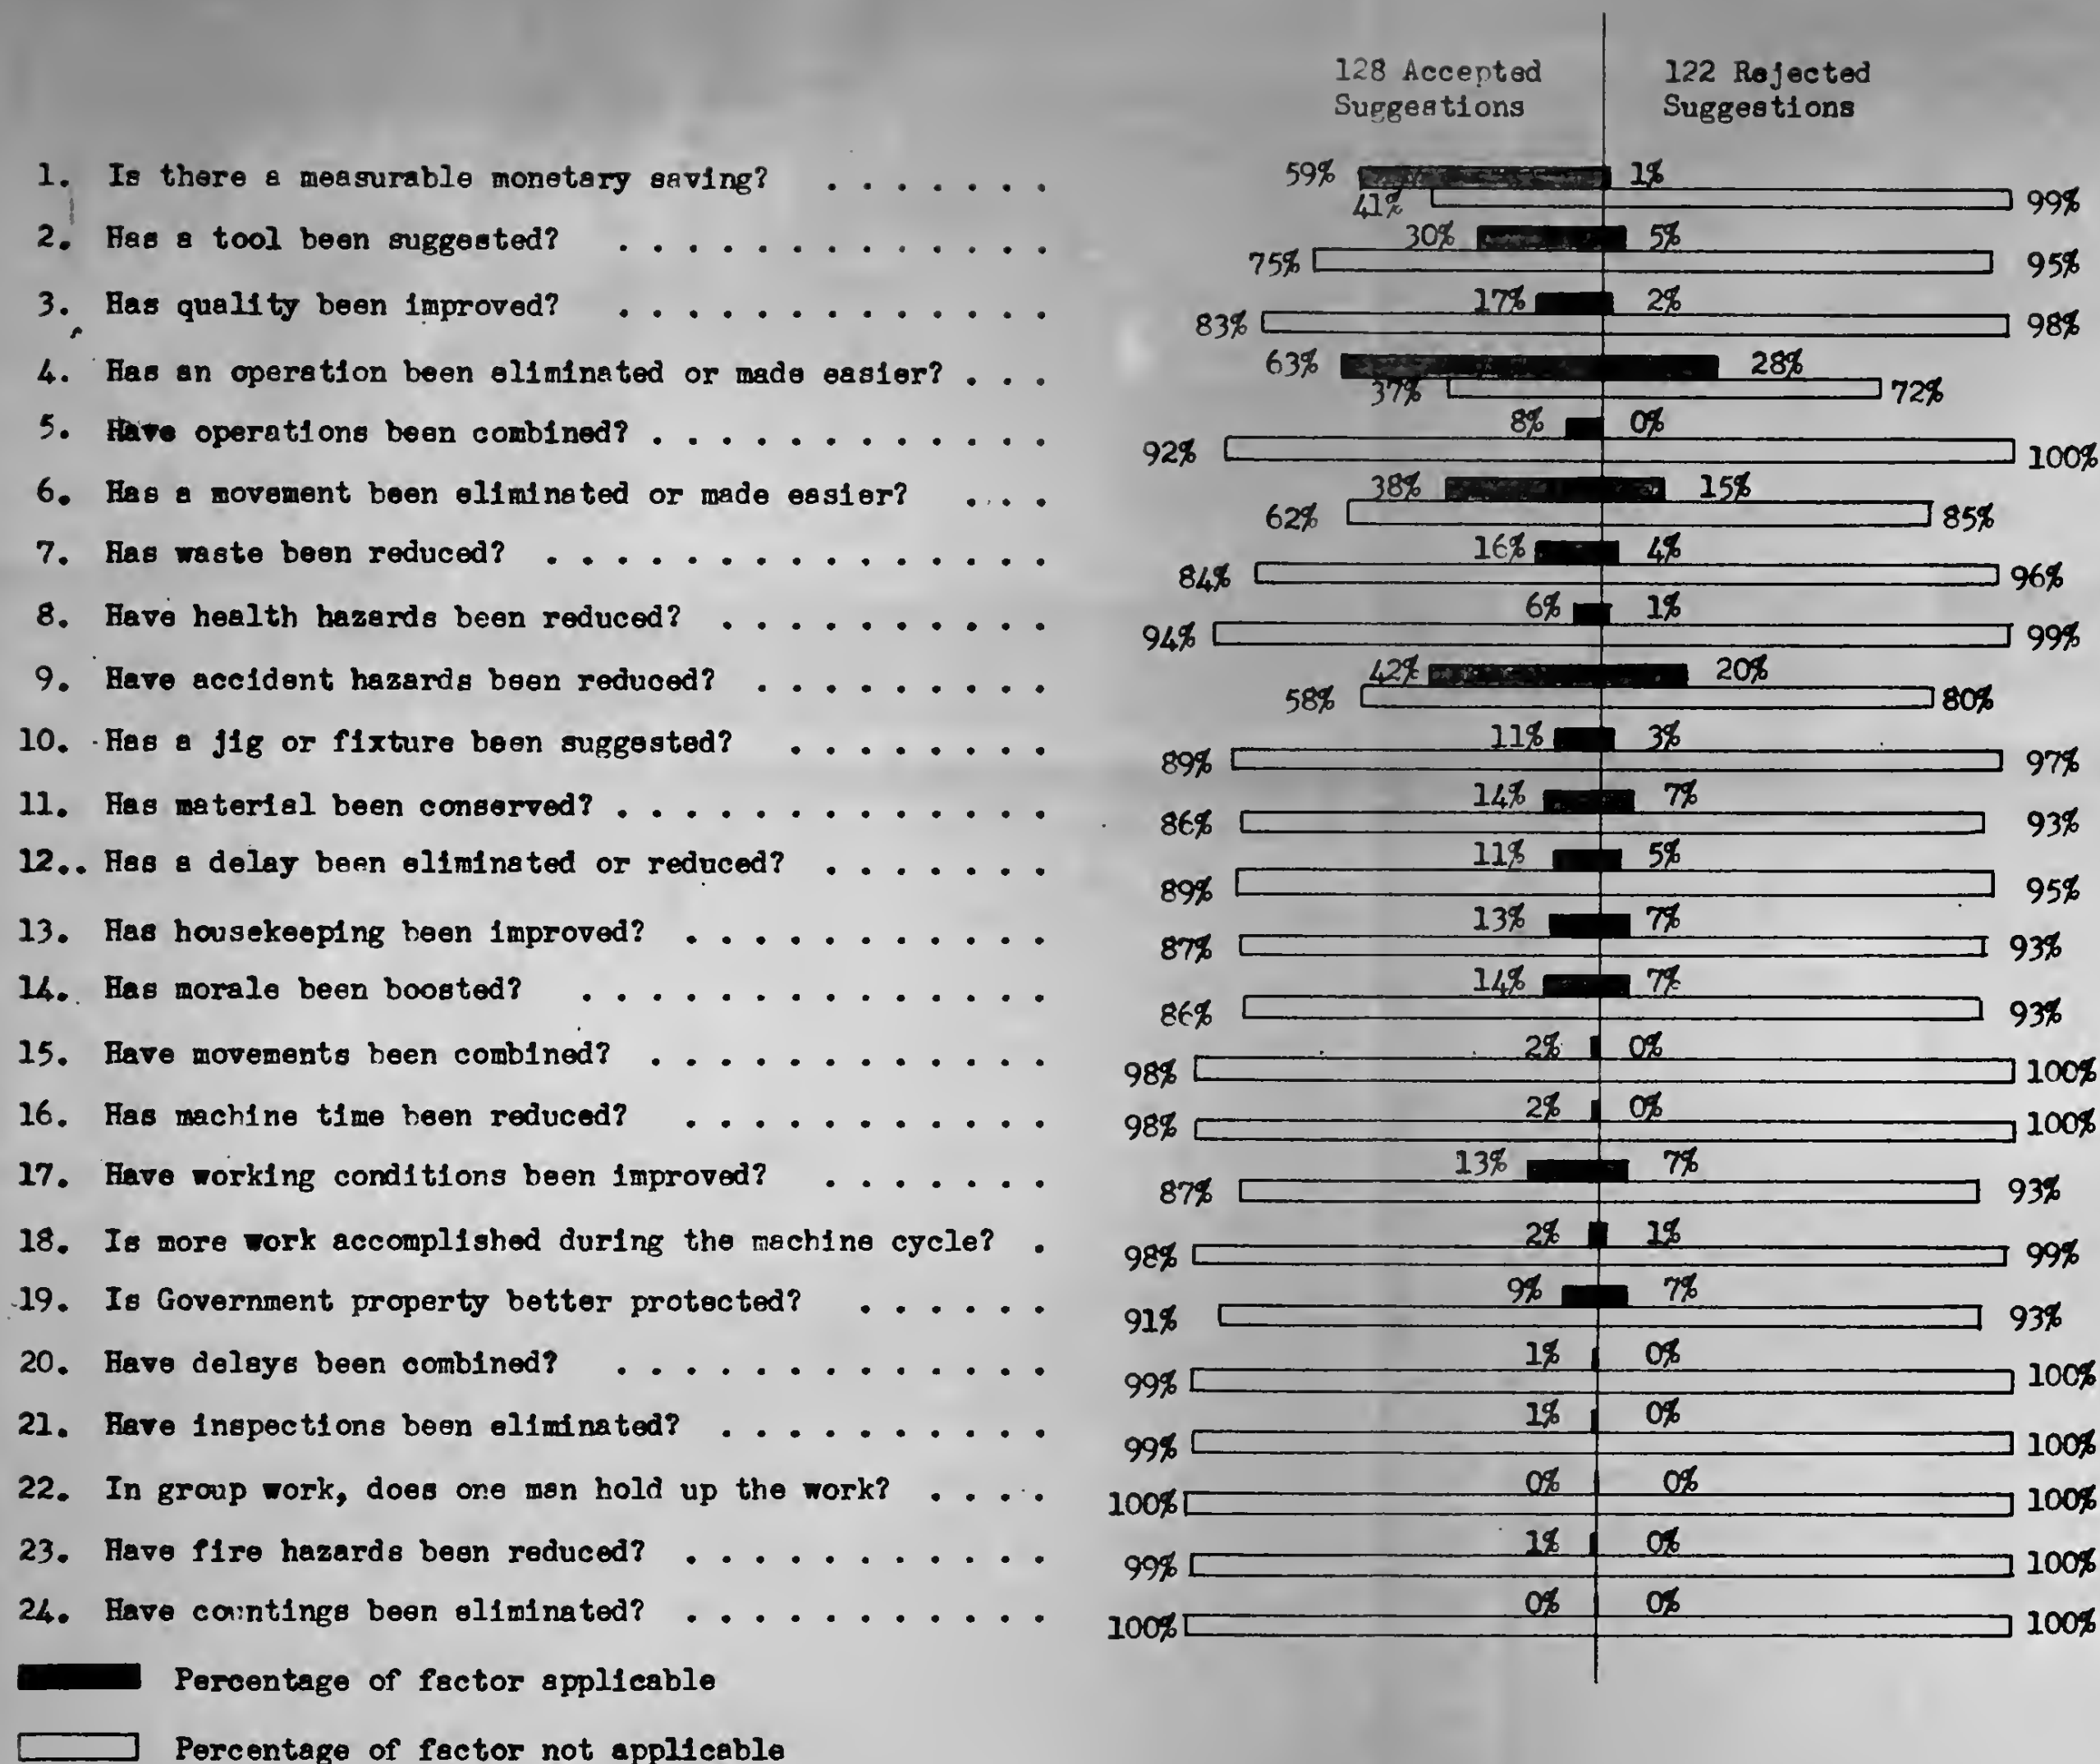 128 Accepted 122 Rejected
Suggestions Suggestions
1. Is there a measurable monetary saving? . . . . . . . 59% 1%
41% 99%
2. Has a tool been suggested? . . . . . . . . . . . . . 30% 5%
75% 95%
3. Has quality been improved? . . . . . . . . . . . . . 17% 2%
83% 98%
4. Has an operation been eliminated or made easier? . . . 63% 28%
37% 72%
5. Have operations been combined? . . . . . . . . . . . . 8% 0%
92% 100%
6. Has a movement been eliminated or made easier? . . . 38% 15%
62% 85%
7. Has waste been reduced? . . . . . . . . . . . . . . . 16% 4%
84% 96%
8. Have health hazards been reduced? . . . . . . . . . . 6% 1%
94% 99%
9. Have accident hazards been reduced? . . . . . . . . . 42% 20%
58% 80%
10. Has a jig or fixture been suggested? . . . . . . . . 11% 3%
89% 97%
11. Has material been conserved? . . . . . . . . . . . . . 14% 7%
86% 93%
12.. Has a delay been eliminated or reduced? . . . . . . . 11% 5%
89% 95%
13. Has housekeeping been improved? . . . . . . . . . . . 13% 7%
87% 93%
14. Has morale been boosted? . . . . . . . . . . . . . . 14% 7%
86% 93%
15. Have movements been combined? . . . . . . . . . . . . 2% 0%
98% 100%
16. Has machine time been reduced? . . . . . . . . . . . 2% 0%
98% 100%
17. Have working conditions been improved? . . . . . . . 13% 7%
87% 93%
18. Is more work accomplished during the machine cycle? . 2% 1%
98% 99%
19. Is Government property better protected? . . . . . . 9% 7%
91% 93%
20. Have delays been combined? . . . . . . . . . . . . . 1% 0%
99% 100%
21. Have inspections been eliminated? . . . . . . . . . . 1% 0%
99% 100%
22. In group work, does one man hold up the work? . . . . 0% 0%
100% 100%
23. Have fire hazards been reduced? . . . . . . . . . . . 1% 0%
99% 100%
24. Have countings been eliminated? . . . . . . . . . . . 0% 0%
100% 100%
Percentage of factor applicable
Percentage of factor not applicable